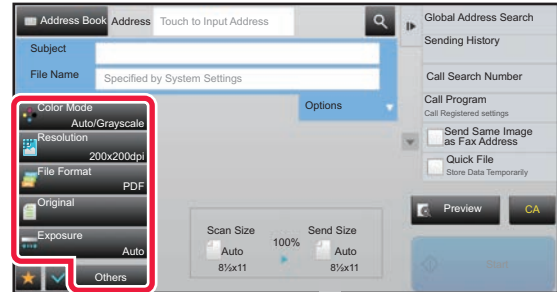 Address Book
Address
Touch to Input Address
Subject
File Name
Specified by System Settings
Options
Color Mode
Auto/Grayscale
Resolution
200x200dpi
File Format
PDF
Original
Exposure
Auto
Others
Scan Size
Auto
8½x11
100%
Send Size
Auto
8½x11
Global Address Search
Sending History
Call Search Number
Call Program
Call Registered settings
Send Same Image
as Fax Address
Quick File
Store Data Temporarily
Preview
CA
Start